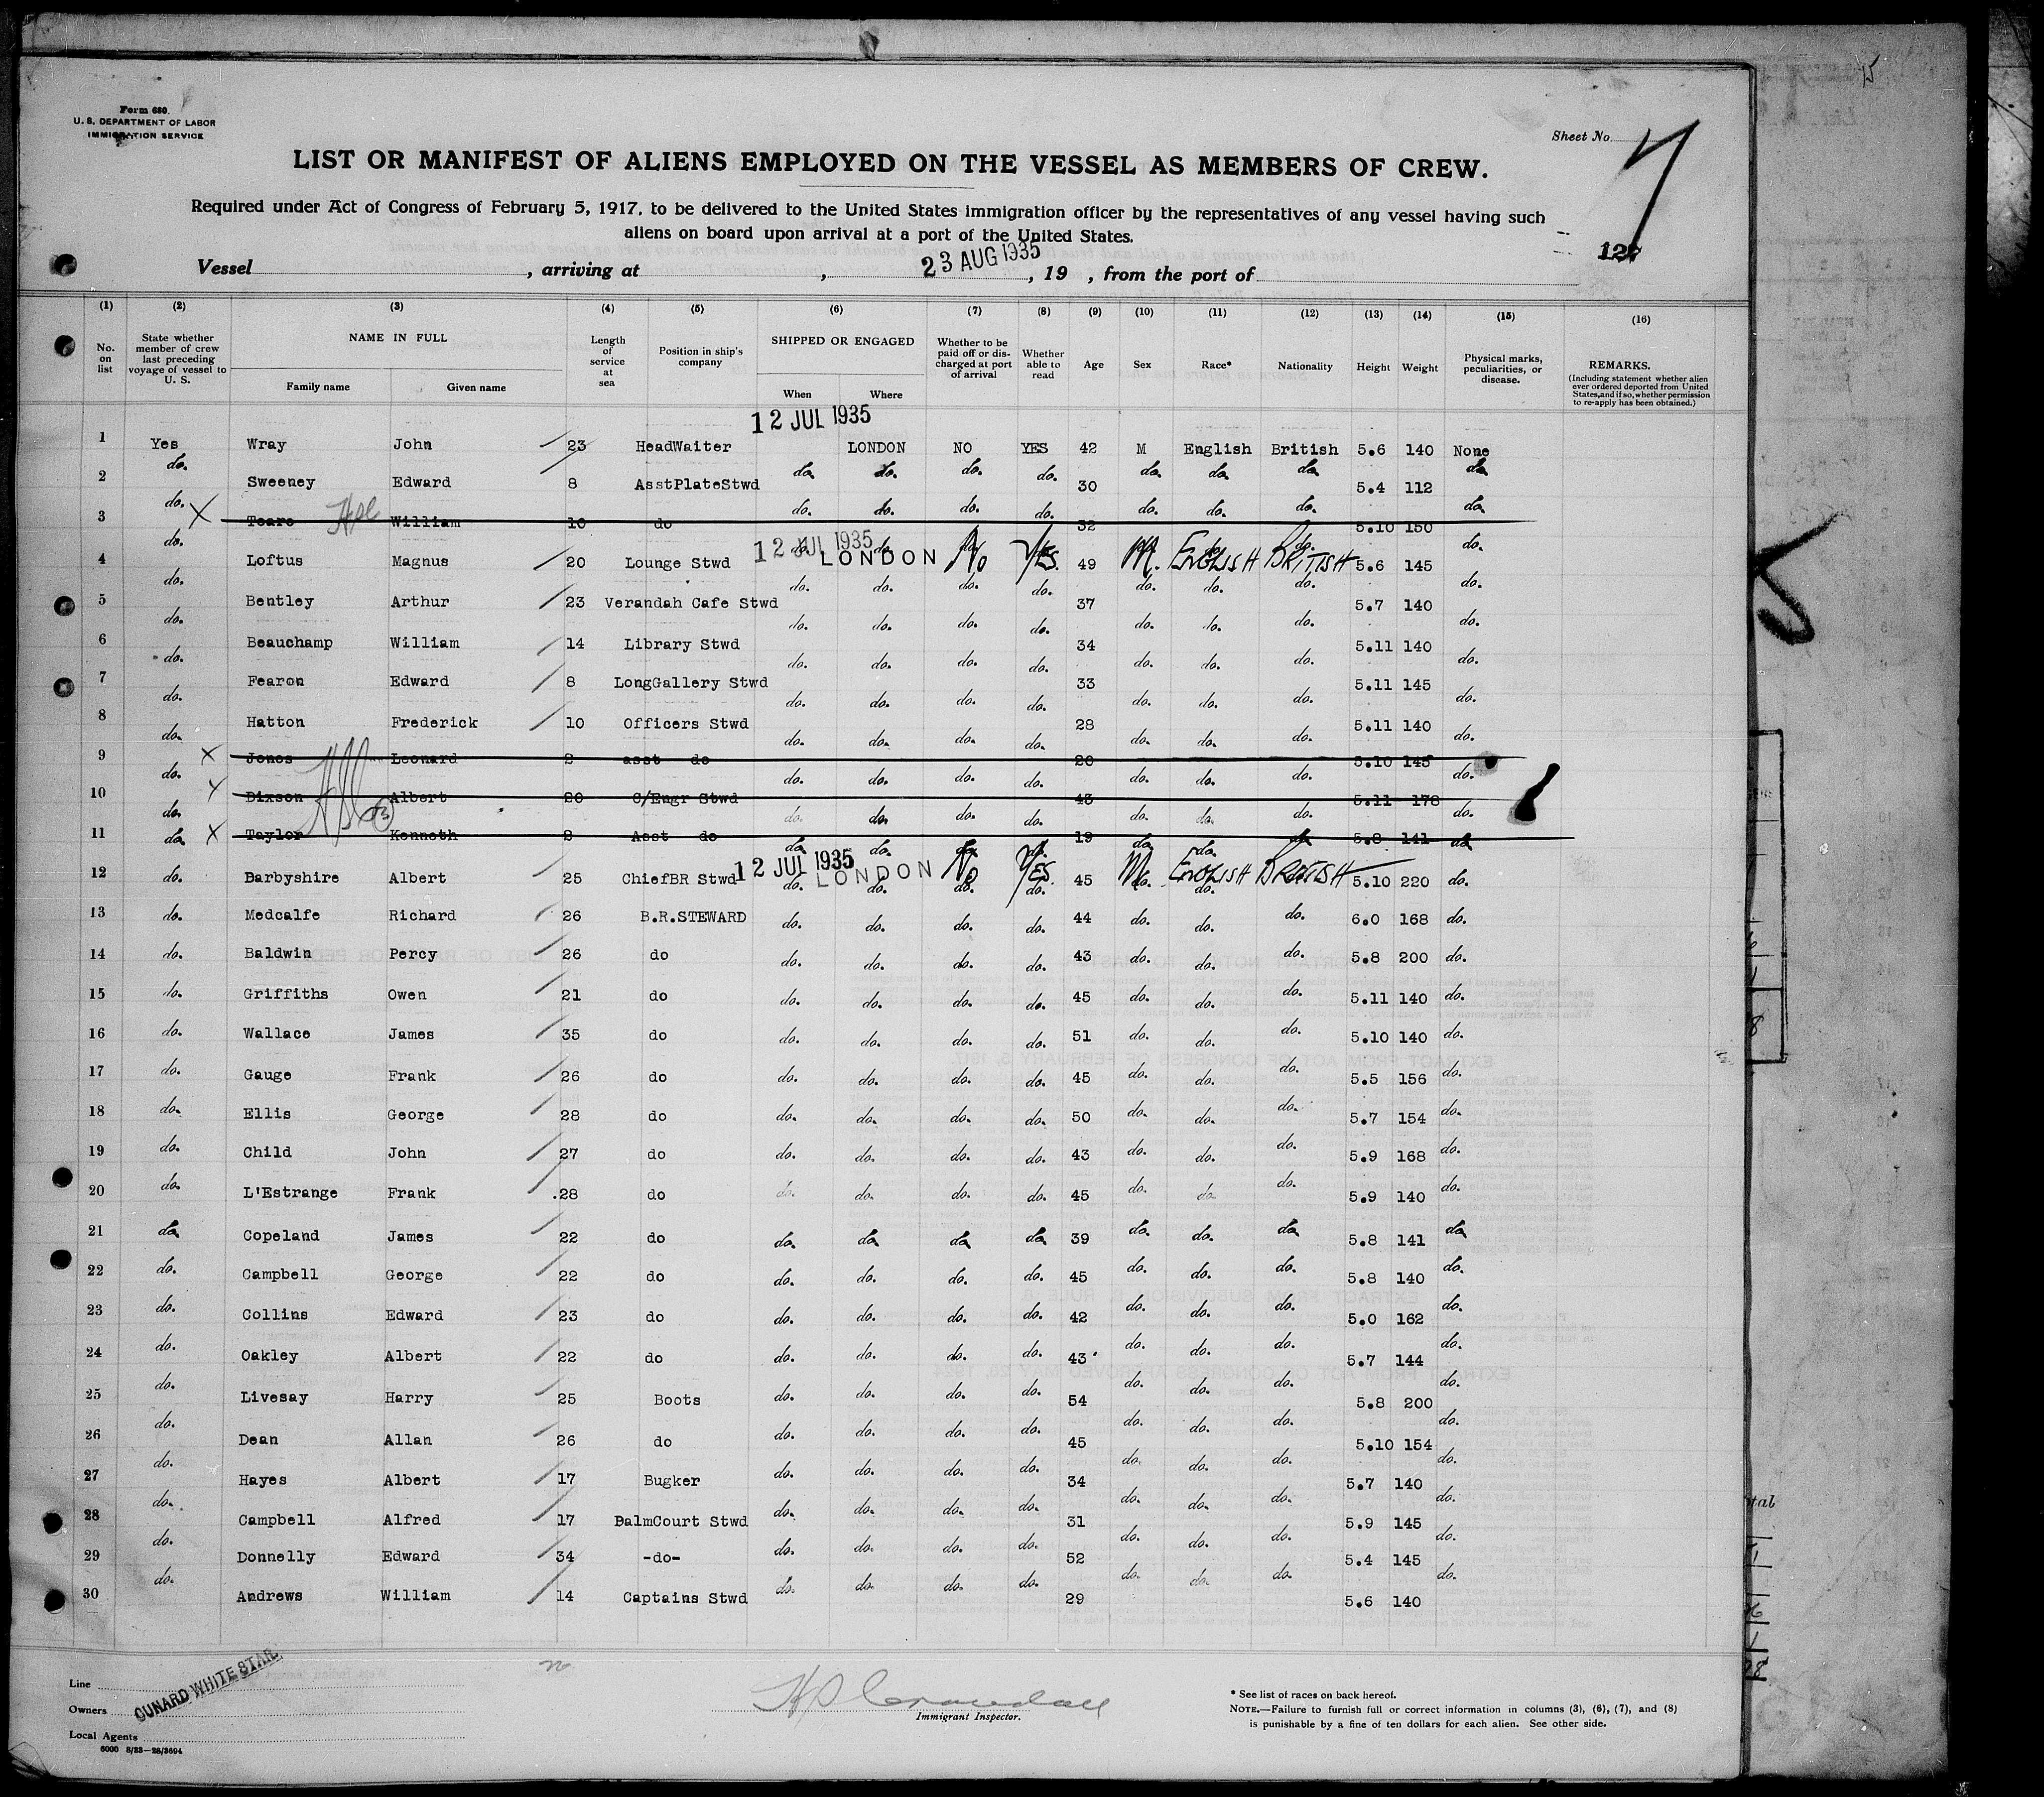 Form 680
U. S. DEPARTMENT OF LABOR
IMMIGRATION SERVICE
Sheet No. 7
LIST OR MANIFEST OF ALIENS EMPLOYED ON THE VESSEL AS MEMBERS OF CREW.
Required under Act of Congress of February 5, 1917, to be delivered to the United States immigration officer by the representatives of any vessel having such
aliens on board upon arrival at a port of the United States.
Vessel , arriving at , 23 AUG 1935 , 19 , from the port of
(1) (2) (3) (4) (5) (6) (7) (8) (9) (10) (11) (12) (13) (14) (15) (16)
No. on list
State whether member of crew last preceding voyage of vessel to U. S.
NAME IN FULL
Family name Given name
Length of service at sea
Position in ship's company
SHIPPED OR ENGAGED
When Where
Whether to be paid off or discharged at port of arrival
Whether able to read
Age Sex Race* Nationality Height Weight
Physical marks, peculiarities, or disease.
REMARKS.
(Including statement whether alien ever ordered deported from United States, and if so, whether permission to re-apply has been obtained.)
12 JUL 1935
1 Yes Wray John 23 HeadWaiter LONDON NO YES 42 M English British 5.6 140 None
2 do. Sweeney Edward 8 AsstPlateStwd do. do. do. do. 30 do. do. do. 5.4 112 do.
3 do. X William 10 do do. do. do. do. 32 do. do. do. 5.10 150 do.
4 do. Loftus Magnus 20 Lounge Stwd 12 JUL 1935 LONDON No YES. 49 M. ENGLISH BRITISH 5.6 145 do.
5 do. Bentley Arthur 23 Verandah Cafe Stwd do. do. do. do. 37 do. do. do. 5.7 140 do.
6 do. Beauchamp William 14 Library Stwd do. do. do. do. 34 do. do. do. 5.11 140 do.
7 do. Fearon Edward 8 LongGallery Stwd do. do. do. do. 33 do. do. do. 5.11 145 do.
8 do. Hatton Frederick 10 Officers Stwd do. do. do. do. 28 do. do. do. 5.11 140 do.
9 do. X Jones Leonard 2 asst do do. do. do. do. 20 do. do. do. 5.10 145 do.
10 do. X Dixson Albert 20 C/Engr Stwd do. do. do. do. 43 do. do. do. 5.11 178 do.
11 do. X Taylor Kenneth 2 Asst do do. do. do. do. 19 do. do. do. 5.8 141 do.
12 do. Darbyshire Albert 25 ChiefBR Stwd 12 JUL 1935 LONDON No YES. 45 M. ENGLISH BRITISH 5.10 220 do.
13 do. Medcalfe Richard 26 B.R.STEWARD do. do. do. do. 44 do. do. do. 6.0 168 do.
14 do. Baldwin Percy 26 do do. do. do. do. 43 do. do. do. 5.8 200 do.
15 do. Griffiths Owen 21 do do. do. do. do. 45 do. do. do. 5.11 140 do.
16 do. Wallace James 35 do do. do. do. do. 51 do. do. do. 5.10 140 do.
17 do. Gauge Frank 26 do do. do. do. do. 45 do. do. do. 5.5 156 do.
18 do. Ellis George 28 do do. do. do. do. 50 do. do. do. 5.7 154 do.
19 do. Child John 27 do do. do. do. do. 43 do. do. do. 5.9 168 do.
20 do. L'Estrange Frank .28 do do. do. do. do. 45 do. do. do. 5.9 140 do.
21 do. Copeland James 22 do do. do. do. do. 39 do. do. do. 5.8 141 do.
22 do. Campbell George 22 do do. do. do. do. 45 do. do. do. 5.8 140 do.
23 do. Collins Edward 23 do do. do. do. do. 42 do. do. do. 5.0 162 do.
24 do. Oakley Albert 22 do do. do. do. do. 43 do. do. do. 5.7 144 do.
25 do. Livesay Harry 25 Boots do. do. do. do. 54 do. do. do. 5.8 200 do.
26 do. Dean Allan 26 do do. do. do. do. 45 do. do. do. 5.10 154 do.
27 do. Hayes Albert 17 Bugker do. do. do. do. 34 do. do. do. 5.7 140 do.
28 do. Campbell Alfred 17 PalmCourt Stwd do. do. do. do. 31 do. do. do. 5.9 145 do.
29 do. Donnelly Edward 34 -do- do. do. do. do. 52 do. do. do. 5.4 145 do.
30 do. Andrews William 14 Captains Stwd do. do. do. do. 29 do. do. do. 5.6 140 do.
Line
Owners CUNARD WHITE STAR
Local Agents
6000 8/33—28/3694
Immigrant Inspector.
* See list of races on back hereof.
NOTE.—Failure to furnish full or correct information in columns (3), (6), (7), and (8)
is punishable by a fine of ten dollars for each alien. See other side.